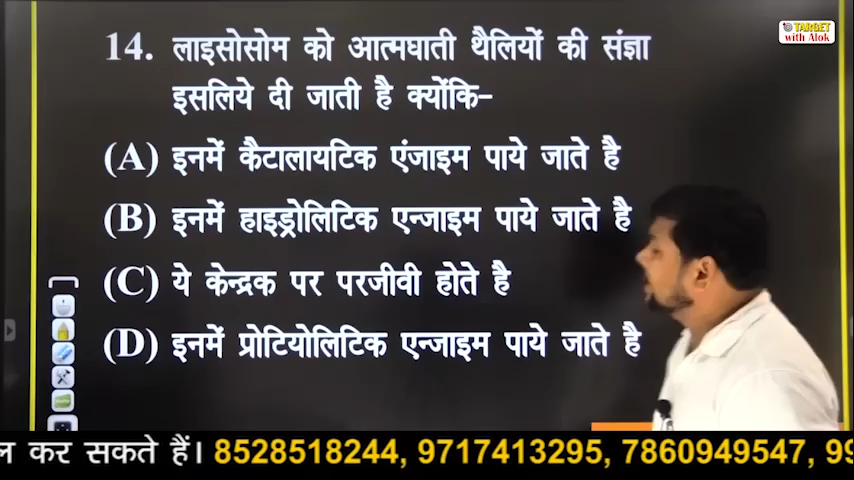 TARGET
with Alok
14. लाइसोसोम को आत्मघाती थैलियों की संज्ञा
इसलिये दी जाती है क्योंकि–
(A) इनमें कैटालायटिक एंजाइम पाये जाते है
(B) इनमें हाइड्रोलिटिक एन्जाइम पाये जाते है
(C) ये केन्द्रक पर परजीवी होते है
(D) इनमें प्रोटियोलिटिक एन्जाइम पाये जाते है
ल कर सकते हैं। 8528518244, 9717413295, 7860949547, 99